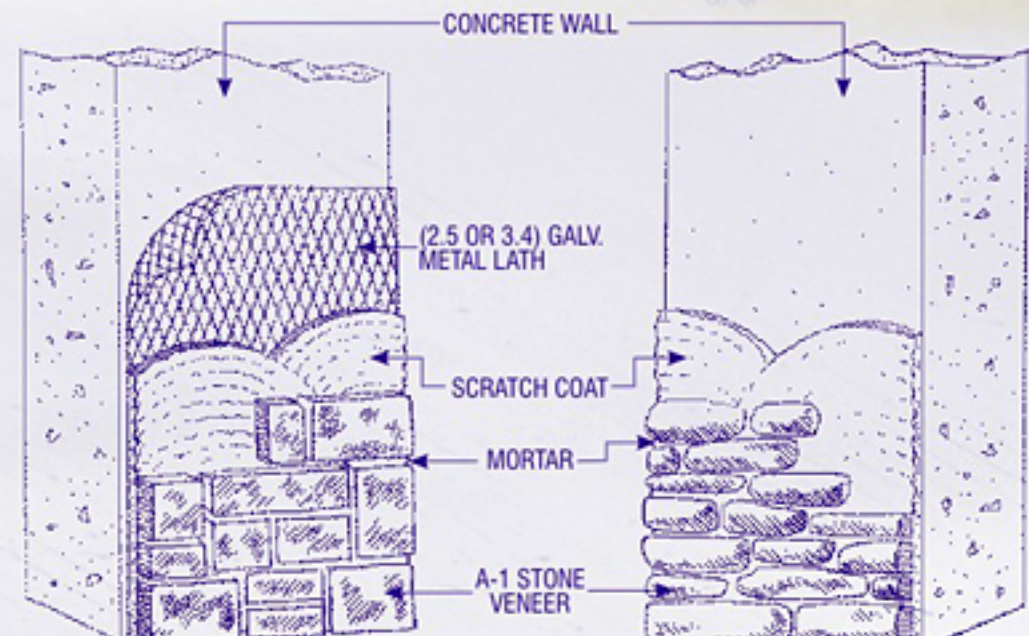 CONCRETE WALL
(2.5 OR 3.4) GALV.
METAL LATH
SCRATCH COAT
MORTAR
A-1 STONE
VENEER